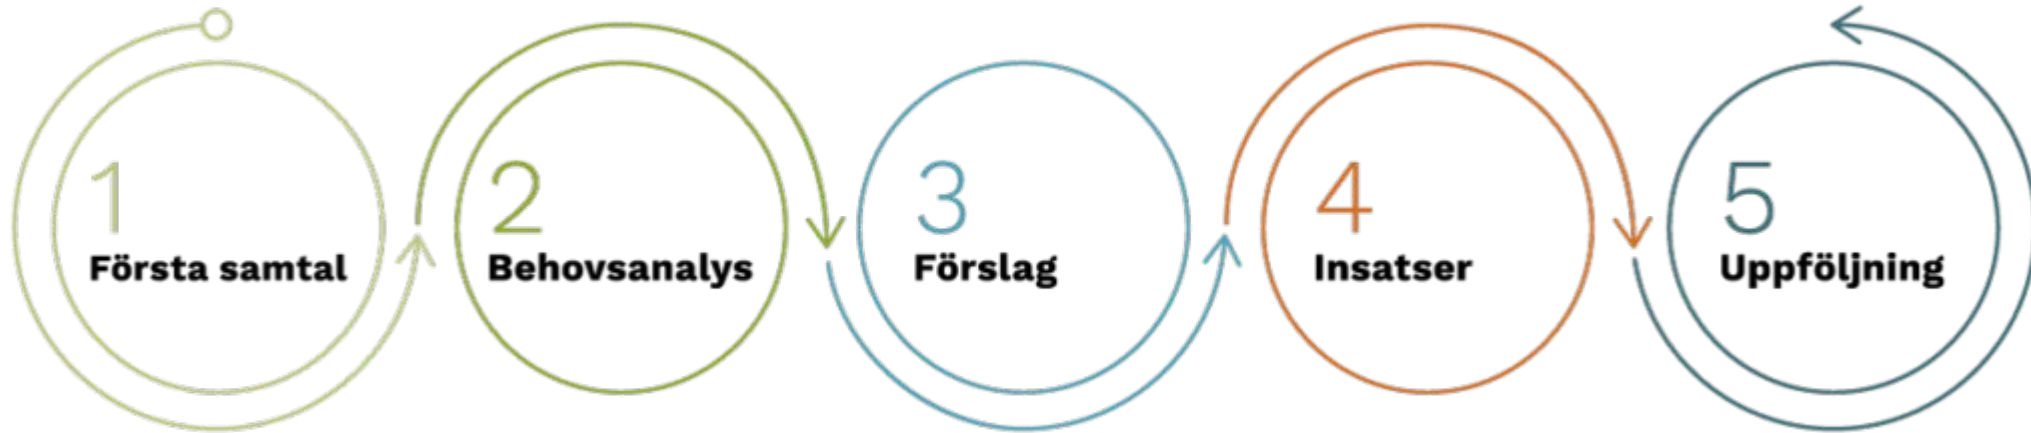 1
Första samtal
2
Behovsanalys
3
Förslag
4
Insatser
5
Uppföljning